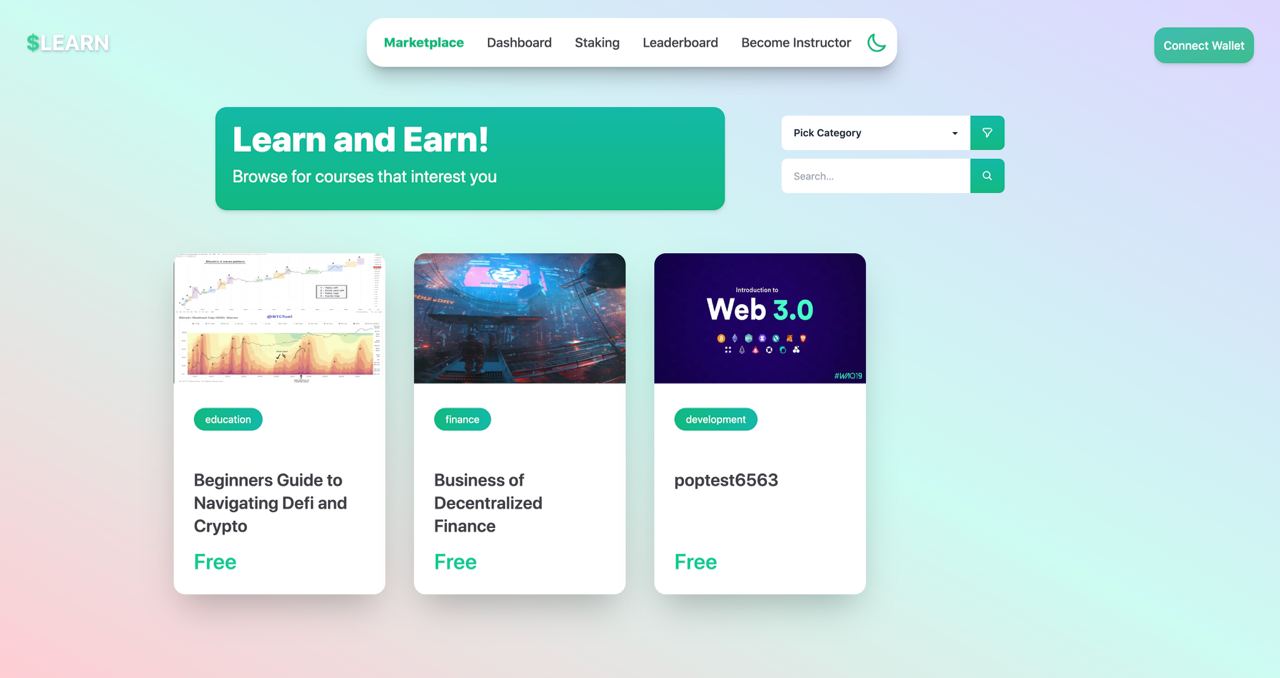 $LEARN
Marketplace
Dashboard
Staking
Leaderboard
Become Instructor
Connect Wallet
Learn and Earn!
Browse for courses that interest you
Pick Category
Search...
education
Beginners Guide to
Navigating Defi and
Crypto
Free
finance
Business of
Decentralized
Finance
Free
Introduction to
Web 3.0
development
poptest6563
Free